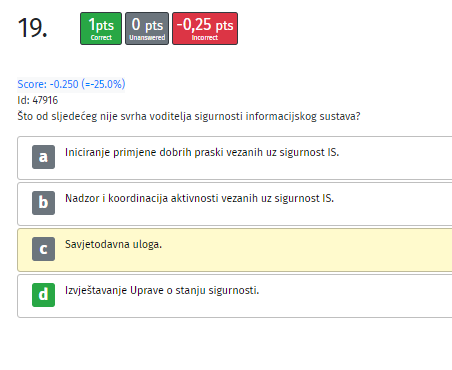 19.
1pts
Correct
0 pts
Unanswered
-0,25 pts
Incorrect
Score: -0.250 (=-25.0%)
Id: 47916
Što od sljedećeg nije svrha voditelja sigurnosti informacijskog sustava?
a Iniciranje primjene dobrih praski vezanih uz sigurnost IS.
b Nadzor i koordinacija aktivnosti vezanih uz sigurnost IS.
c Savjetodavna uloga.
d Izvještavanje Uprave o stanju sigurnosti.